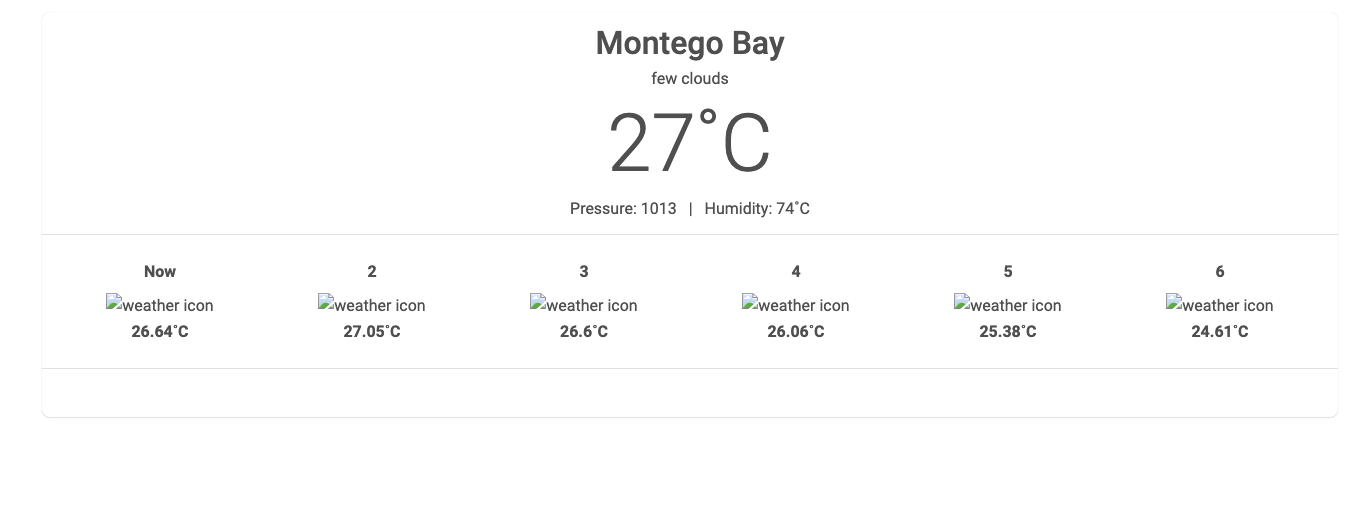 Montego Bay
few clouds
27˚C
Pressure: 1013 | Humidity: 74˚C
Now 2 3 4 5 6
weather icon weather icon weather icon weather icon weather icon weather icon
26.64˚C 27.05˚C 26.6˚C 26.06˚C 25.38˚C 24.61˚C